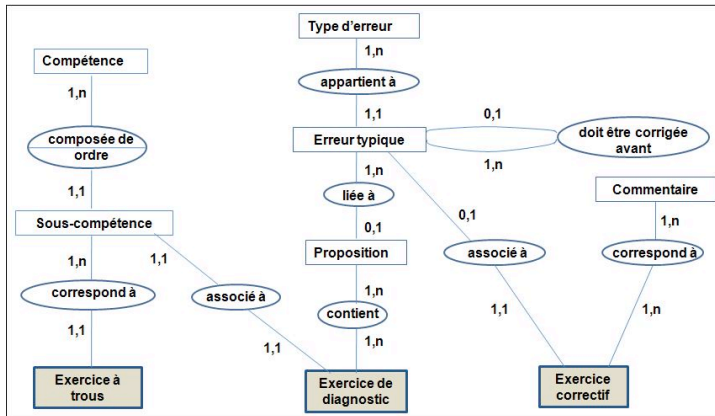 Type d'erreur
Compétence
1,n
1,n
appartient à
1,1
0,1
composée de
ordre
Erreur typique
doit être corrigée
avant
1,n
1,n
1,1
liée à
Commentaire
Sous-compétence
0,1
0,1
1,n
1,n
1,1
Proposition
associé à
correspond à
correspond à
associé à
1,n
contient
1,1
1,1
1,n
1,1
1,n
Exercice à
trous
Exercice de
diagnostic
Exercice
correctif